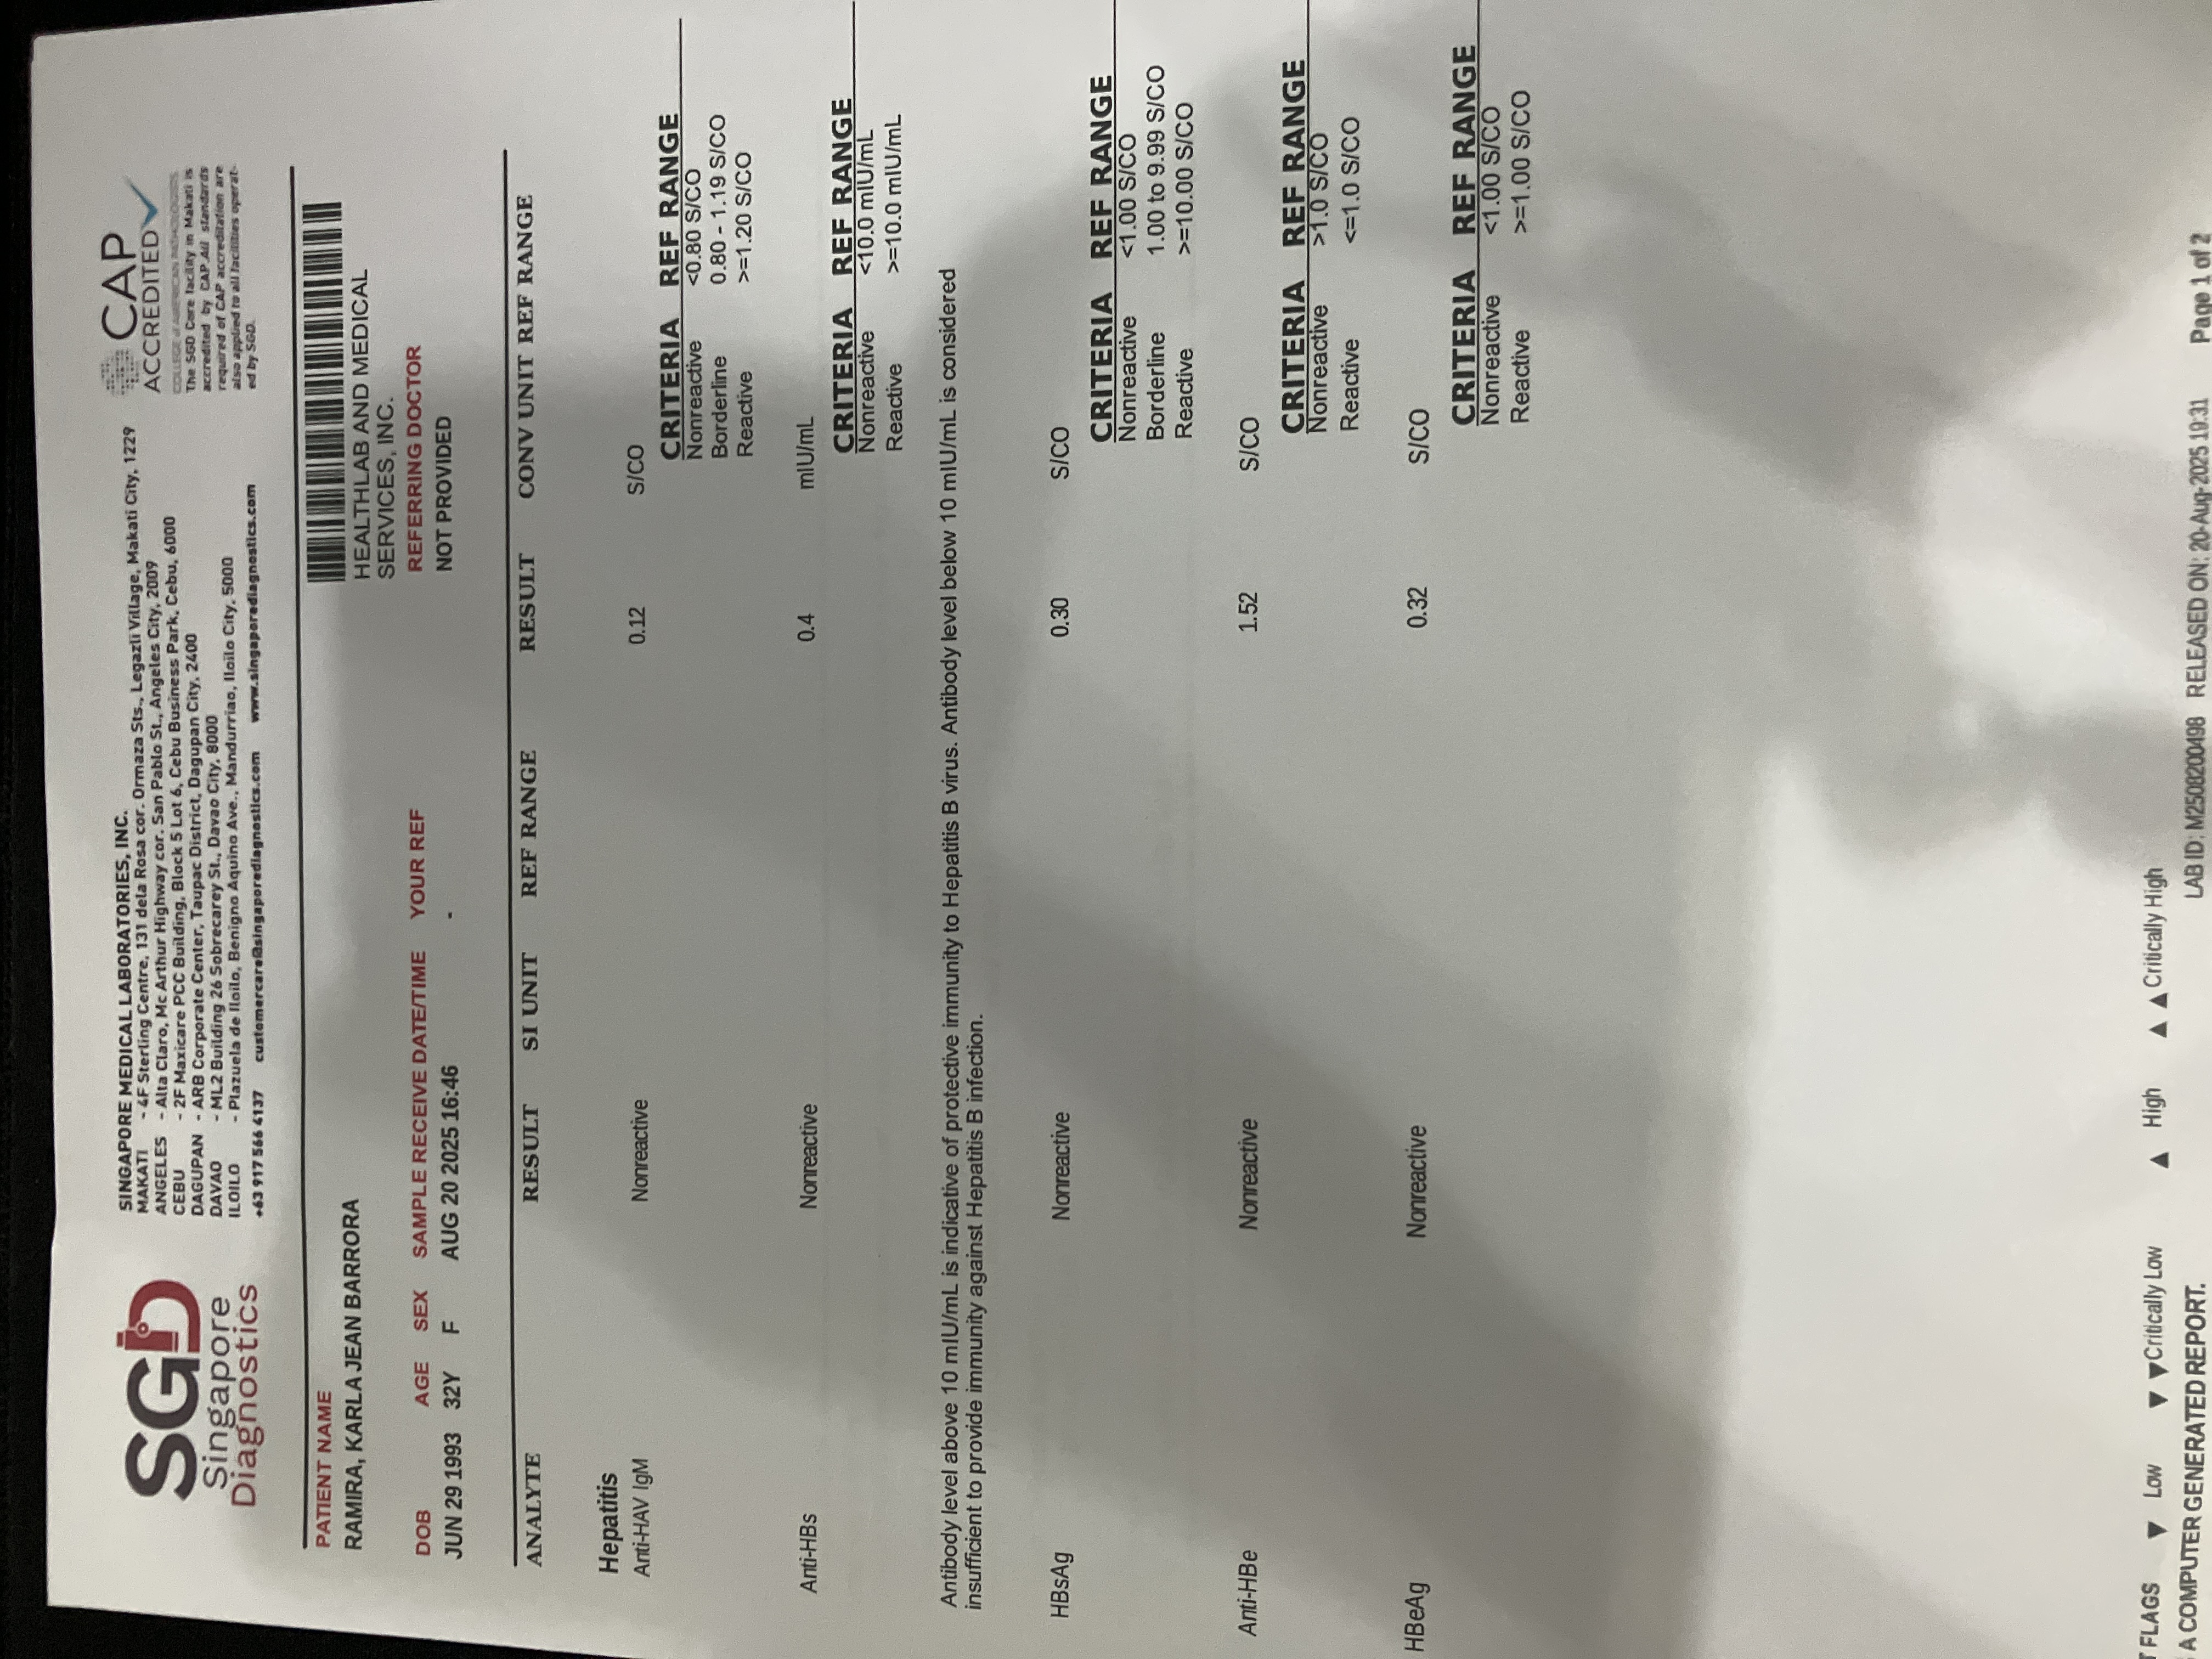 SGD
Singapore
Diagnostics
SINGAPORE MEDICAL LABORATORIES, INC.
MAKATI - 4F Sterling Centre, 131 dela Rosa cor. Ormaza Sts., Legazli Village, Makati City, 1229
ANGELES - Alta Claro, Mc Arthur Highway cor. San Pablo St., Angeles City, 2009
CEBU - 2F Maxicare PCC Building, Block 5 Lot 6, Cebu Business Park, Cebu, 6000
DAGUPAN - ARB Corporate Center, Taupac District, Dagupan City, 2400
DAVAO - ML2 Building 26 Sobrecarey St., Davao City, 8000
ILOILO - Plazuela de Iloilo, Benigno Aquino Ave., Mandurriao, Iloilo City, 5000
+63 917 566 4137 customercare@singaporediagnostics.com www.singaporediagnostics.com
CAP
ACCREDITED
COLLEGE of AMERICAN PATHOLOGISTS
The SGD Core facility in Makati is
accredited by CAP.All standards
required of CAP accreditation are
also applied to all facilities operat-
ed by SGD.
PATIENT NAME
RAMIRA, KARLA JEAN BARRORA
HEALTHLAB AND MEDICAL
SERVICES, INC.
DOB AGE SEX SAMPLE RECEIVE DATE/TIME YOUR REF REFERRING DOCTOR
JUN 29 1993 32Y F AUG 20 2025 16:46 - NOT PROVIDED
ANALYTE RESULT SI UNIT REF RANGE RESULT CONV UNIT REF RANGE
Hepatitis
Anti-HAV IgM Nonreactive 0.12 S/CO
CRITERIA REF RANGE
Nonreactive <0.80 S/CO
Borderline 0.80 - 1.19 S/CO
Reactive >=1.20 S/CO
Anti-HBs Nonreactive 0.4 mIU/mL
CRITERIA REF RANGE
Nonreactive <10.0 mIU/mL
Reactive >=10.0 mIU/mL
Antibody level above 10 mIU/mL is indicative of protective immunity to Hepatitis B virus. Antibody level below 10 mIU/mL is considered
insufficient to provide immunity against Hepatitis B infection.
HBsAg Nonreactive 0.30 S/CO
CRITERIA REF RANGE
Nonreactive <1.00 S/CO
Borderline 1.00 to 9.99 S/CO
Reactive >=10.00 S/CO
Anti-HBe Nonreactive 1.52 S/CO
CRITERIA REF RANGE
Nonreactive >1.0 S/CO
Reactive <=1.0 S/CO
HBeAg Nonreactive 0.32 S/CO
CRITERIA REF RANGE
Nonreactive <1.00 S/CO
Reactive >=1.00 S/CO
T FLAGS ▼ Low ▼ ▼ Critically Low ▲ High ▲ ▲ Critically High
A COMPUTER GENERATED REPORT. LAB ID: M2508200498 RELEASED ON: 20-Aug-2025 19:31 Page 1 of 2